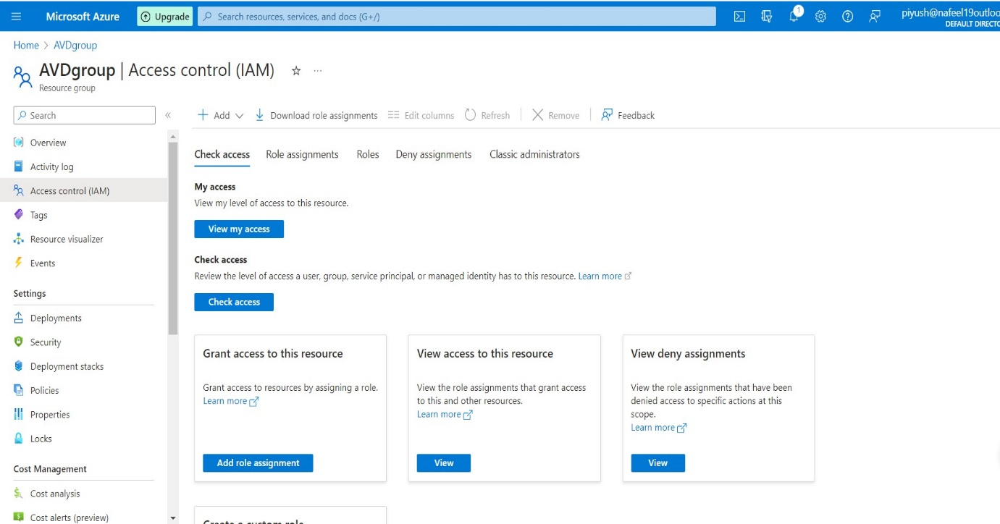 Microsoft Azure
Upgrade
Search resources, services, and docs (G+/)
1
piyush@nafeel19outloo
DEFAULT DIRECTO
Home > AVDgroup
AVDgroup | Access control (IAM)
Resource group
Search
Overview
Activity log
Access control (IAM)
Tags
Resource visualizer
Events
Settings
Deployments
Security
Deployment stacks
Policies
Properties
Locks
Cost Management
Cost analysis
Cost alerts (preview)
Add
Download role assignments
Edit columns
Refresh
Remove
Feedback
Check access
Role assignments
Roles
Deny assignments
Classic administrators
My access
View my level of access to this resource.
View my access
Check access
Review the level of access a user, group, service principal, or managed identity has to this resource. Learn more
Check access
Grant access to this resource
Grant access to resources by assigning a role.
Learn more
Add role assignment
View access to this resource
View the role assignments that grant access
to this and other resources.
Learn more
View
View deny assignments
View the role assignments that have been
denied access to specific actions at this
scope.
Learn more
View
Create a custom role